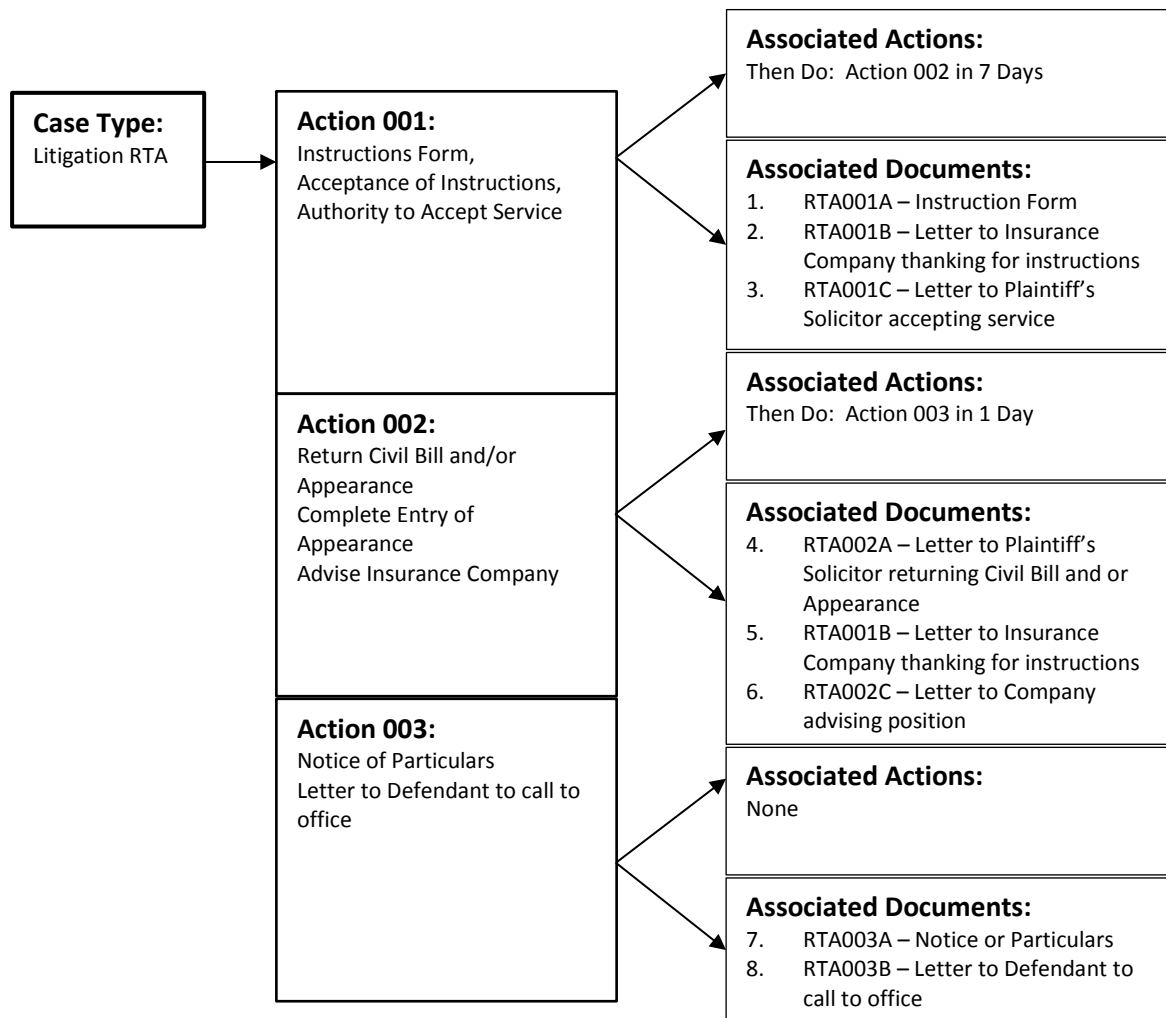 Case Type:
Litigation RTA
Action 001:
Instructions Form,
Acceptance of Instructions,
Authority to Accept Service
Associated Actions:
Then Do: Action 002 in 7 Days
Associated Documents:
1. RTA001A – Instruction Form
2. RTA001B – Letter to Insurance
Company thanking for instructions
3. RTA001C – Letter to Plaintiff’s
Solicitor accepting service
Action 002:
Return Civil Bill and/or
Appearance
Complete Entry of
Appearance
Advise Insurance Company
Associated Actions:
Then Do: Action 003 in 1 Day
Associated Documents:
4. RTA002A – Letter to Plaintiff’s
Solicitor returning Civil Bill and or
Appearance
5. RTA001B – Letter to Insurance
Company thanking for instructions
6. RTA002C – Letter to Company
advising position
Action 003:
Notice of Particulars
Letter to Defendant to call to
office
Associated Actions:
None
Associated Documents:
7. RTA003A – Notice or Particulars
8. RTA003B – Letter to Defendant to
call to office